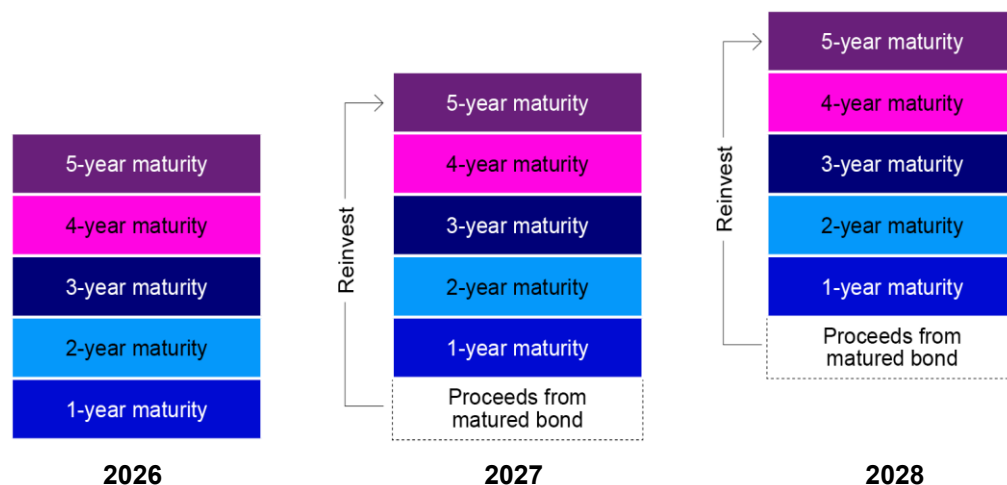 5-year maturity
4-year maturity
3-year maturity
2-year maturity
1-year maturity
2026
Reinvest
5-year maturity
4-year maturity
3-year maturity
2-year maturity
1-year maturity
Proceeds from
matured bond
2027
Reinvest
5-year maturity
4-year maturity
3-year maturity
2-year maturity
1-year maturity
Proceeds from
matured bond
2028